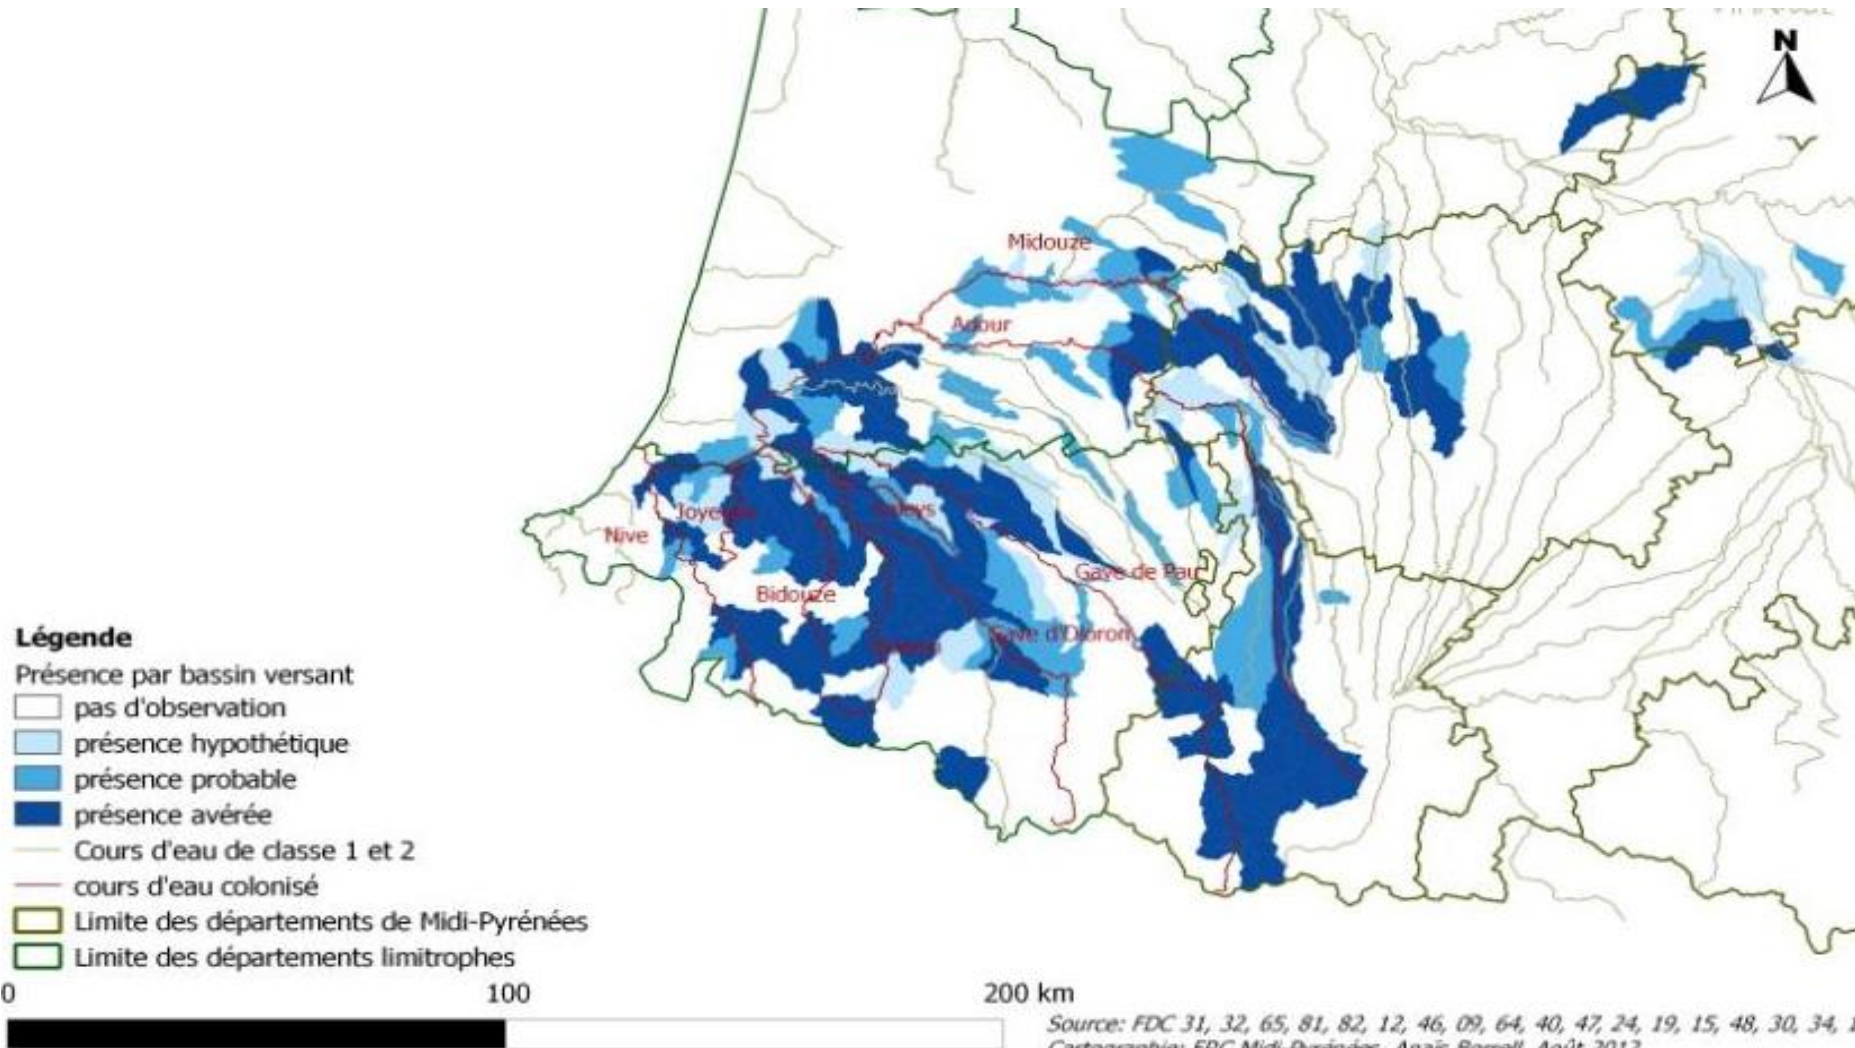 N
Midouze
Adour
Nive
Bidouze
Gave de Pau
Gave d'Oloron
Légende
Présence par bassin versant
pas d'observation
présence hypothétique
présence probable
présence avérée
Cours d'eau de classe 1 et 2
cours d'eau colonisé
Limite des départements de Midi-Pyrénées
Limite des départements limitrophes
0 100 200 km
Source: FDC 31, 32, 65, 81, 82, 12, 46, 09, 64, 40, 47, 24, 19, 15, 48, 30, 34, 1